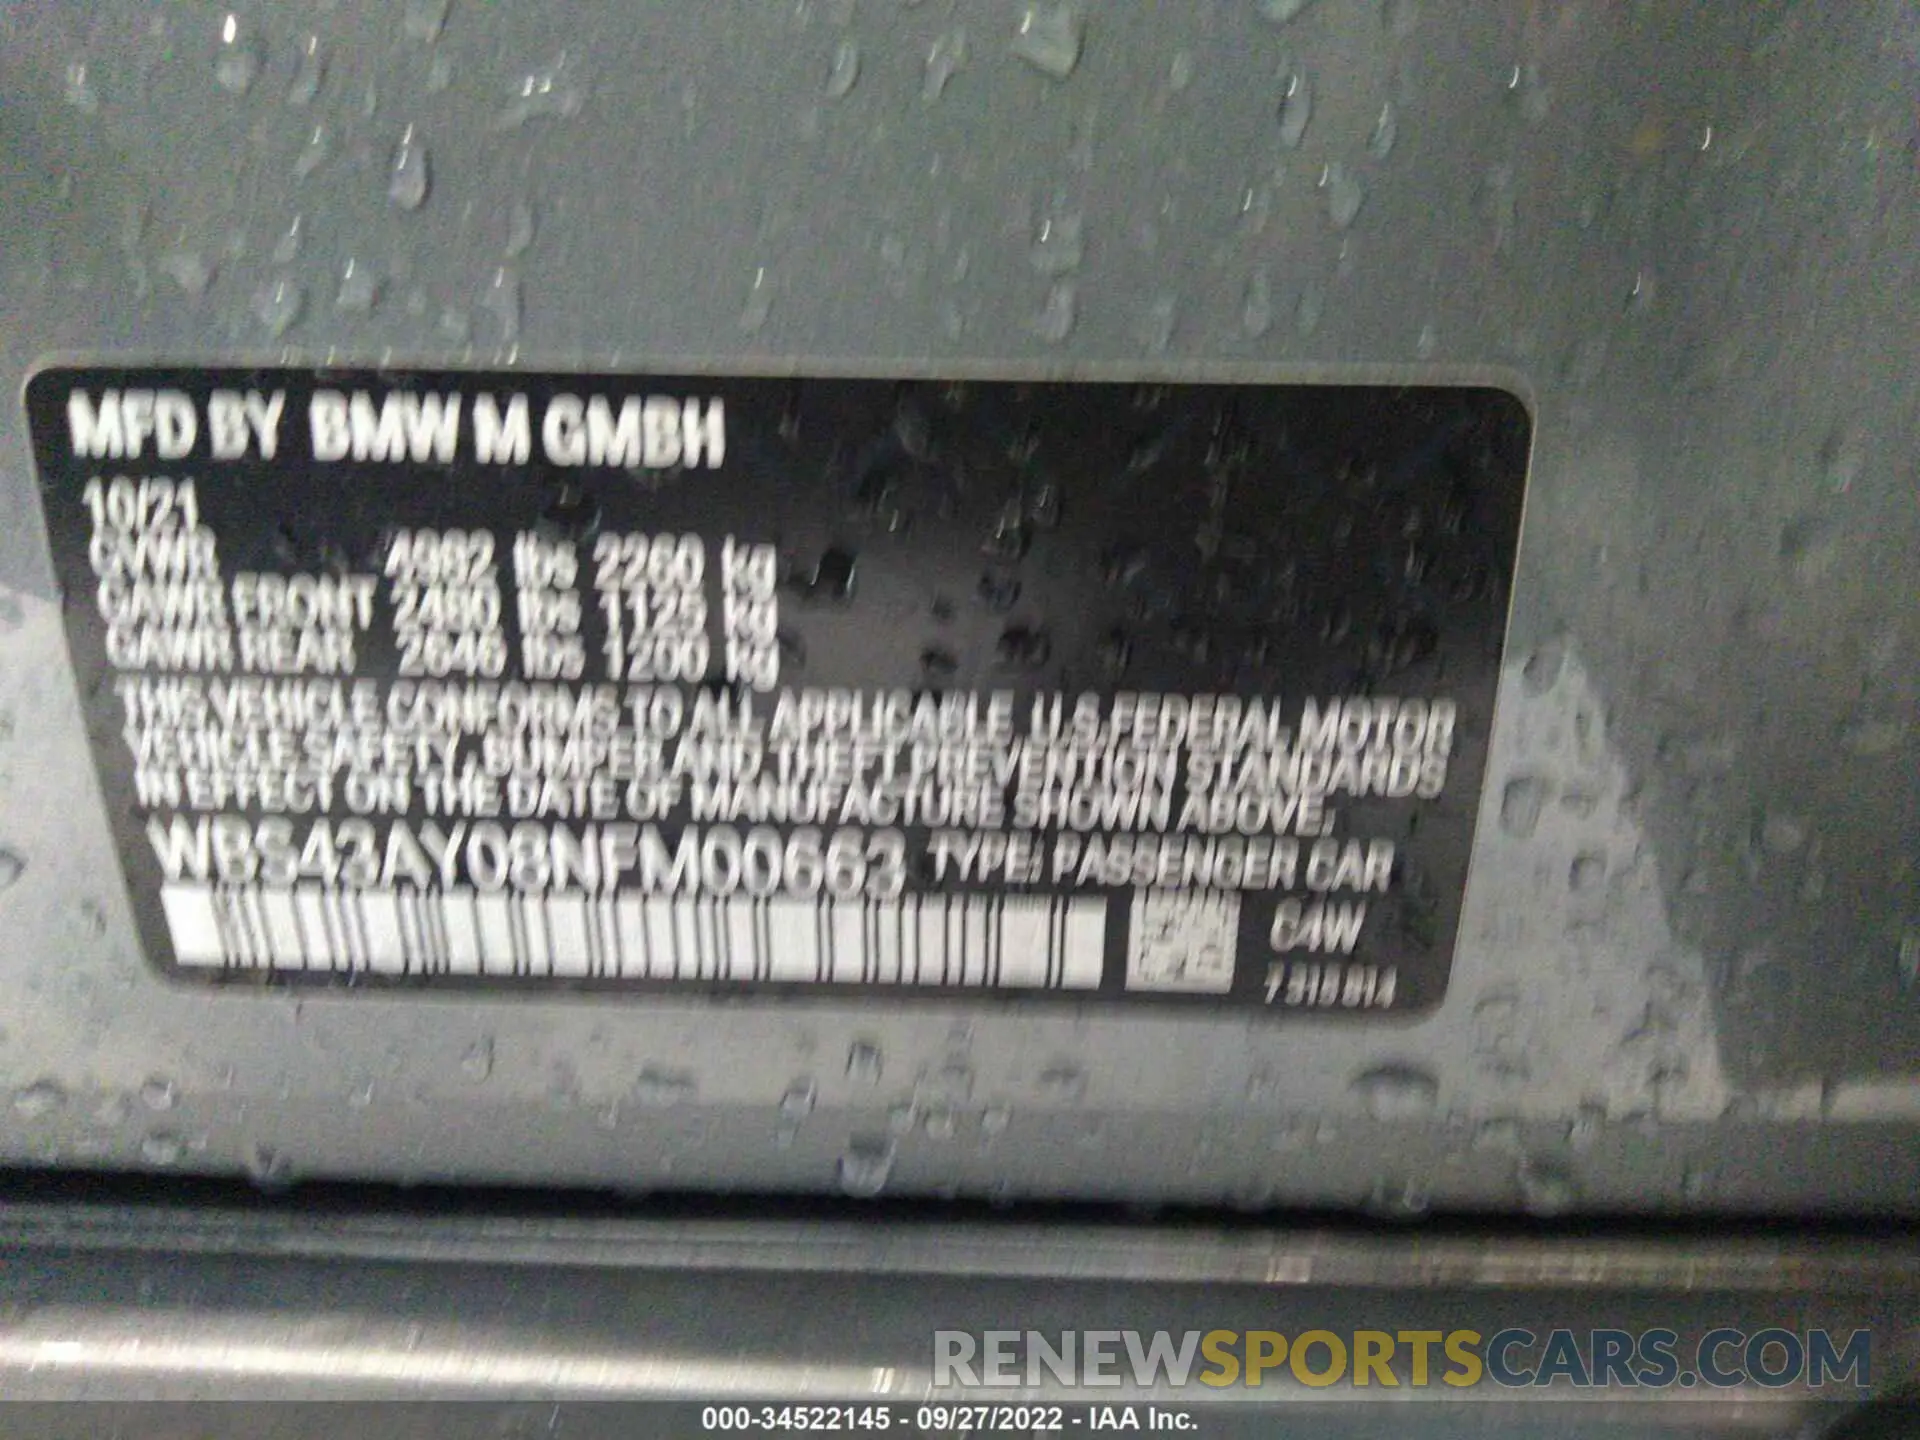 MFD BY BMW M GMBH
10/21
GVWR 4982 lbs 2260 kg
GAWR FRONT 2480 lbs 1125 kg
GAWR REAR 2646 lbs 1200 kg
THIS VEHICLE CONFORMS TO ALL APPLICABLE U.S.FEDERAL MOTOR
VEHICLE SAFETY, BUMPER AND THEFT PREVENTION STANDARDS
IN EFFECT ON THE DATE OF MANUFACTURE SHOWN ABOVE.
WBS43AY08NFM00663 TYPE: PASSENGER CAR
C4W
RENEWSPORTSCARS.COM
000-34522145 - 09/27/2022 - IAA Inc.